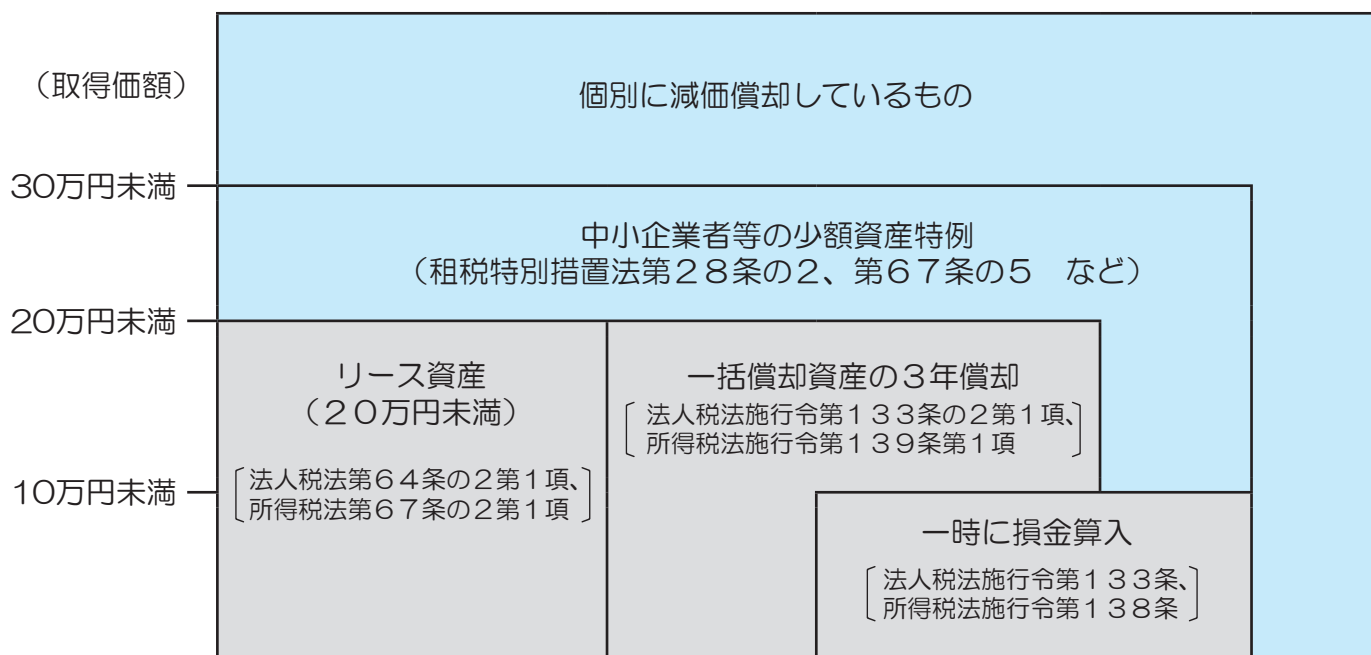 （取得価額）
個別に減価償却しているもの
30万円未満
中小企業者等の少額資産特例
（租税特別措置法第２８条の２、第６７条の５　など）
20万円未満
リース資産
（２０万円未満）
法人税法第６４条の２第１項、
所得税法第６７条の２第１項
一括償却資産の３年償却
法人税法施行令第１３３条の２第１項、
所得税法施行令第１３９条第１項
10万円未満
一時に損金算入
法人税法施行令第１３３条、
所得税法施行令第１３８条